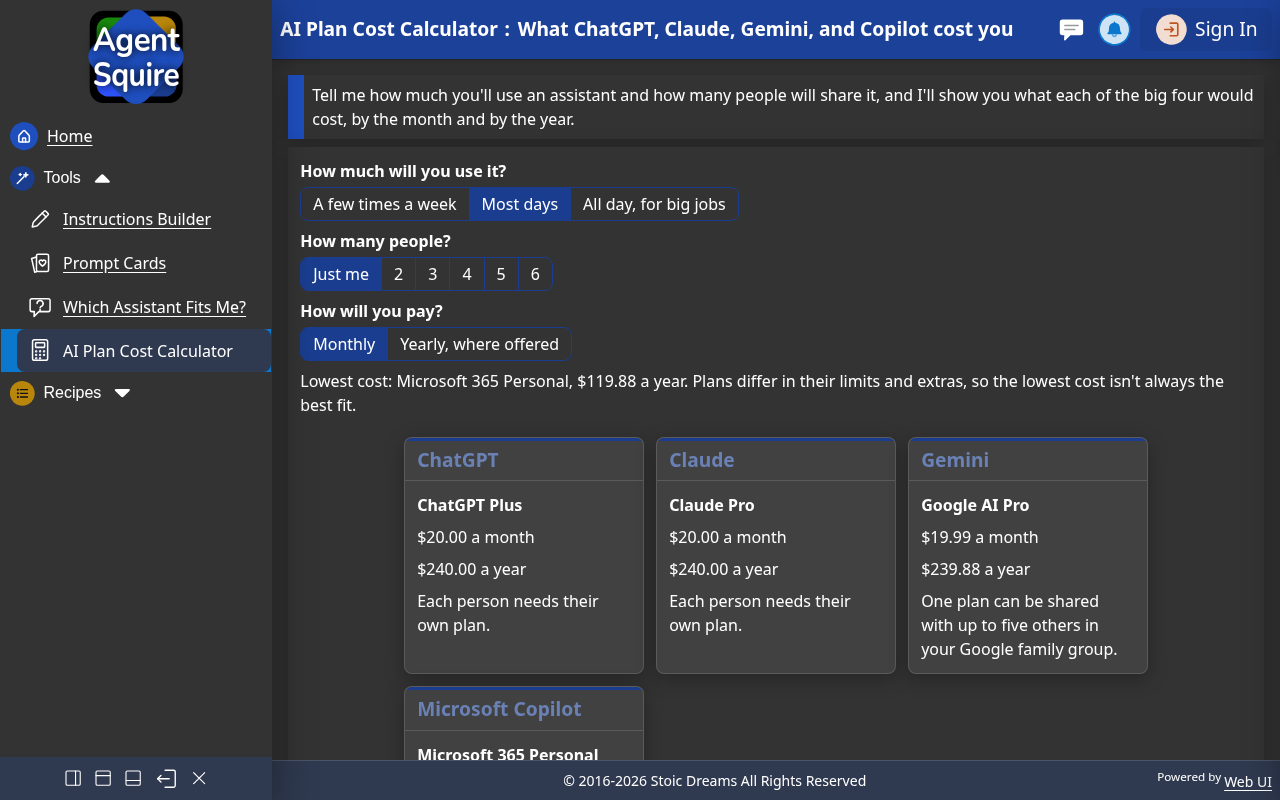 Agent
Squire
Home
Tools
Instructions Builder
Prompt Cards
Which Assistant Fits Me?
AI Plan Cost Calculator
Recipes
AI Plan Cost Calculator : What ChatGPT, Claude, Gemini, and Copilot cost you
Sign In
Tell me how much you'll use an assistant and how many people will share it, and I'll show you what each of the big four would
cost, by the month and by the year.
How much will you use it?
A few times a week Most days All day, for big jobs
How many people?
Just me 2 3 4 5 6
How will you pay?
Monthly Yearly, where offered
Lowest cost: Microsoft 365 Personal, $119.88 a year. Plans differ in their limits and extras, so the lowest cost isn't always the
best fit.
ChatGPT
ChatGPT Plus
$20.00 a month
$240.00 a year
Each person needs their
own plan.
Claude
Claude Pro
$20.00 a month
$240.00 a year
Each person needs their
own plan.
Gemini
Google AI Pro
$19.99 a month
$239.88 a year
One plan can be shared
with up to five others in
your Google family group.
Microsoft Copilot
Microsoft 365 Personal
© 2016-2026 Stoic Dreams All Rights Reserved
Powered by Web UI